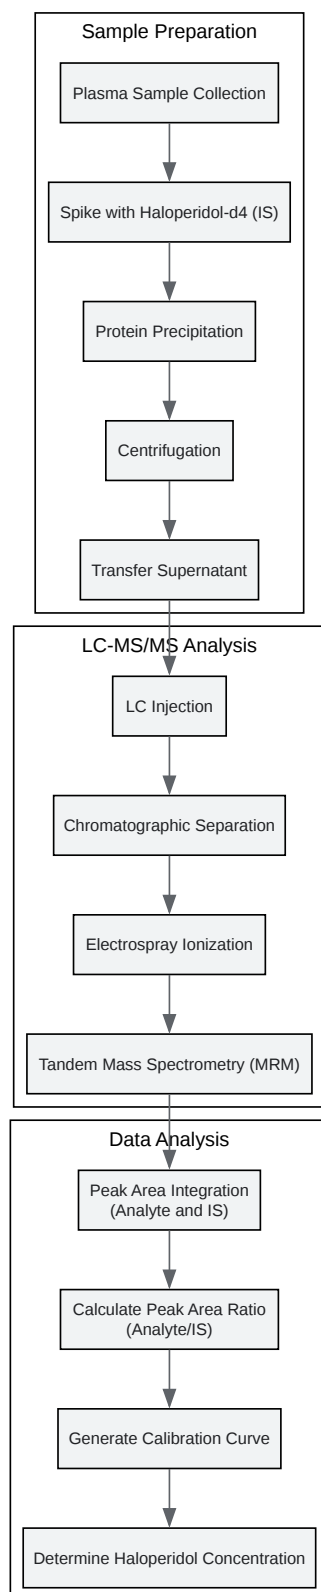 Sample Preparation
Plasma Sample Collection
Spike with Haloperidol-d4 (IS)
Protein Precipitation
Centrifugation
Transfer Supernatant
LC-MS/MS Analysis
LC Injection
Chromatographic Separation
Electrospray Ionization
Tandem Mass Spectrometry (MRM)
Data Analysis
Peak Area Integration
(Analyte and IS)
Calculate Peak Area Ratio
(Analyte/IS)
Generate Calibration Curve
Determine Haloperidol Concentration